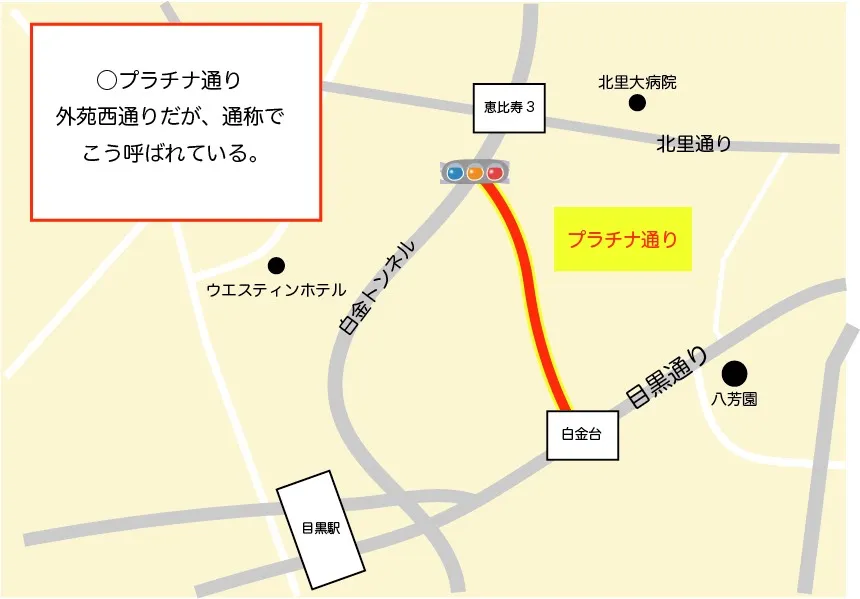 ○プラチナ通り
外苑西通りだが、通称で
こう呼ばれている。
恵比寿3
北里大病院
北里通り
プラチナ通り
白金トンネル
ウエスティンホテル
目黒通り
八芳園
白金台
目黒駅